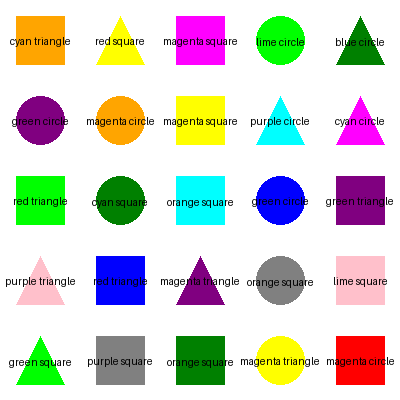 cyan triangle red square magenta square lime circle blue circle
green circle magenta circle magenta square purple circle cyan circle
red triangle cyan square orange square green circle green triangle
purple triangle red triangle magenta triangle orange square lime square
green square purple square orange square magenta triangle magenta circle